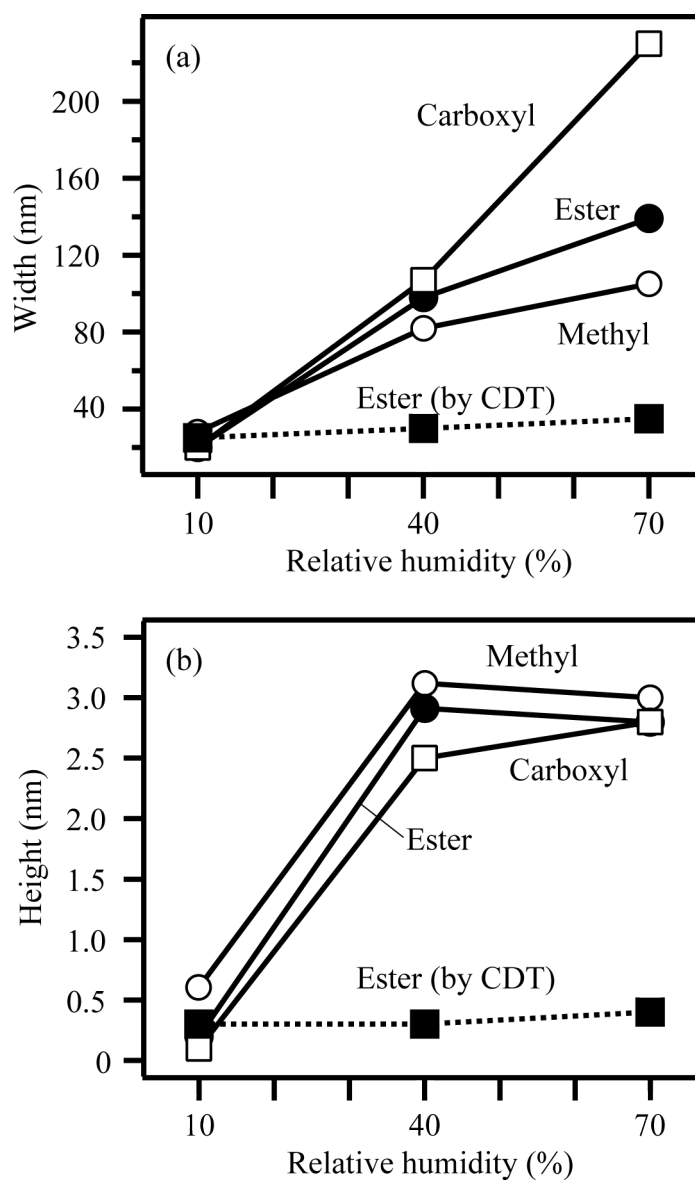 (a)
200
160
120
80
40
Width (nm)
Carboxyl
Ester
Methyl
Ester (by CDT)
10 40 70
Relative humidity (%)
(b)
3.5
3.0
2.5
2.0
1.5
1.0
0.5
0
Height (nm)
Methyl
Carboxyl
Ester
Ester (by CDT)
10 40 70
Relative humidity (%)